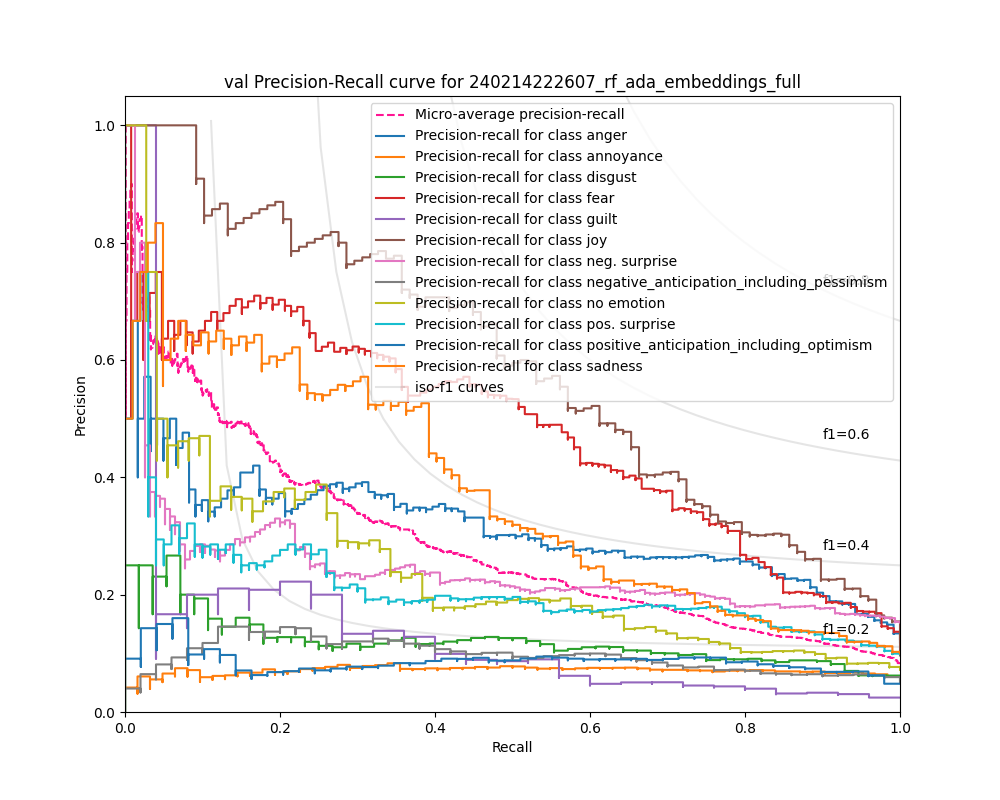 val Precision-Recall curve for 240214222607_rf_ada_embeddings_full
Precision
1.0
0.8
0.6
0.4
0.2
0.0
Micro-average precision-recall
Precision-recall for class anger
Precision-recall for class annoyance
Precision-recall for class disgust
Precision-recall for class fear
Precision-recall for class guilt
Precision-recall for class joy
Precision-recall for class neg. surprise
Precision-recall for class negative_anticipation_including_pessimism
Precision-recall for class no emotion
Precision-recall for class pos. surprise
Precision-recall for class positive_anticipation_including_optimism
Precision-recall for class sadness
iso-f1 curves
f1=0.6
f1=0.4
f1=0.2
0.0
0.2
0.4
0.6
0.8
1.0
Recall